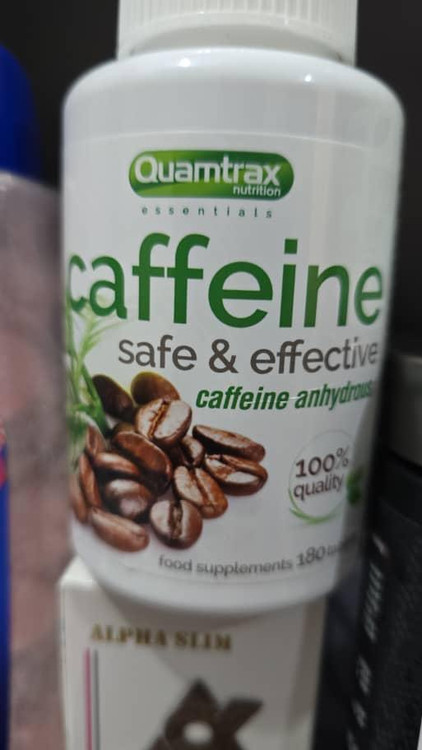 Quamtrax
nutrition
essentials
caffeine
safe & effective
caffeine anhydrous
100%
quality
food supplements 180
ALPHA SLIM